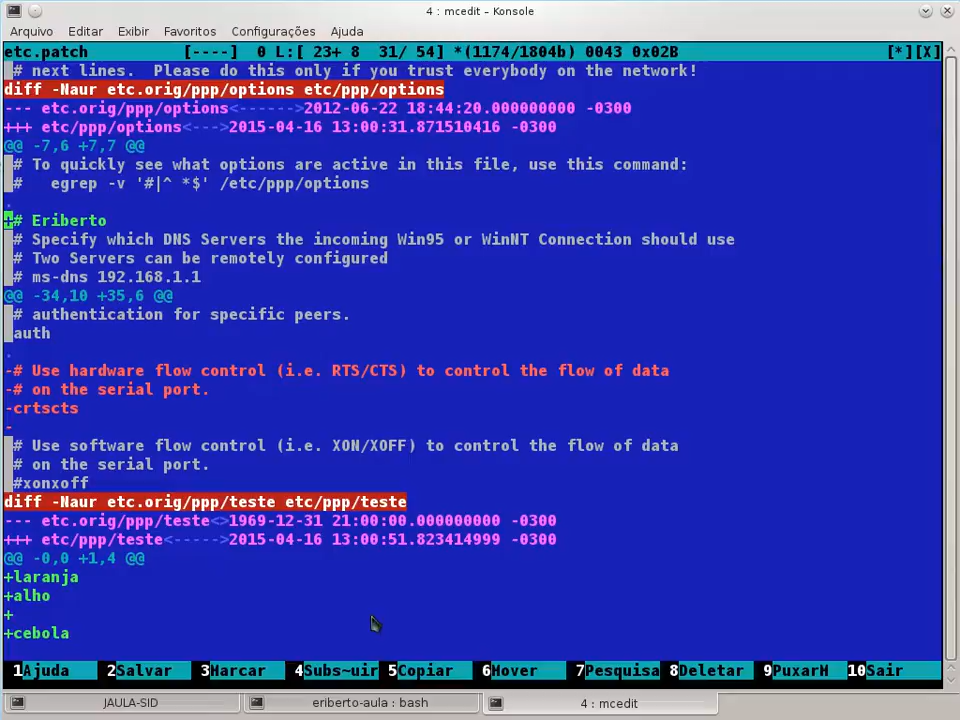 4 : mcedit – Konsole
Arquivo Editar Exibir Favoritos Configurações Ajuda
etc.patch [----] 0 L:[ 23+ 8 31/ 54] *(1174/1804b) 0043 0x02B [*][X]
# next lines. Please do this only if you trust everybody on the network!
diff -Naur etc.orig/ppp/options etc/ppp/options
--- etc.orig/ppp/options<------>2012-06-22 18:44:20.000000000 -0300
+++ etc/ppp/options<--->2015-04-16 13:00:31.871510416 -0300
@@ -7,6 +7,7 @@
# To quickly see what options are active in this file, use this command:
#   egrep -v '#|^ *$' /etc/ppp/options
.
+# Eriberto
# Specify which DNS Servers the incoming Win95 or WinNT Connection should use
# Two Servers can be remotely configured
# ms-dns 192.168.1.1
@@ -34,10 +35,6 @@
# authentication for specific peers.
auth
.
-# Use hardware flow control (i.e. RTS/CTS) to control the flow of data
-# on the serial port.
-crtscts
-
# Use software flow control (i.e. XON/XOFF) to control the flow of data
# on the serial port.
#xonxoff
diff -Naur etc.orig/ppp/teste etc/ppp/teste
--- etc.orig/ppp/teste<>1969-12-31 21:00:00.000000000 -0300
+++ etc/ppp/teste<----->2015-04-16 13:00:51.823414999 -0300
@@ -0,0 +1,4 @@
+laranja
+alho
+
+cebola
1Ajuda 2Salvar 3Marcar 4Subs~uir 5Copiar 6Mover 7Pesquisa 8Deletar 9PuxarM 10Sair
JAULA-SID eriberto-aula : bash 4 : mcedit